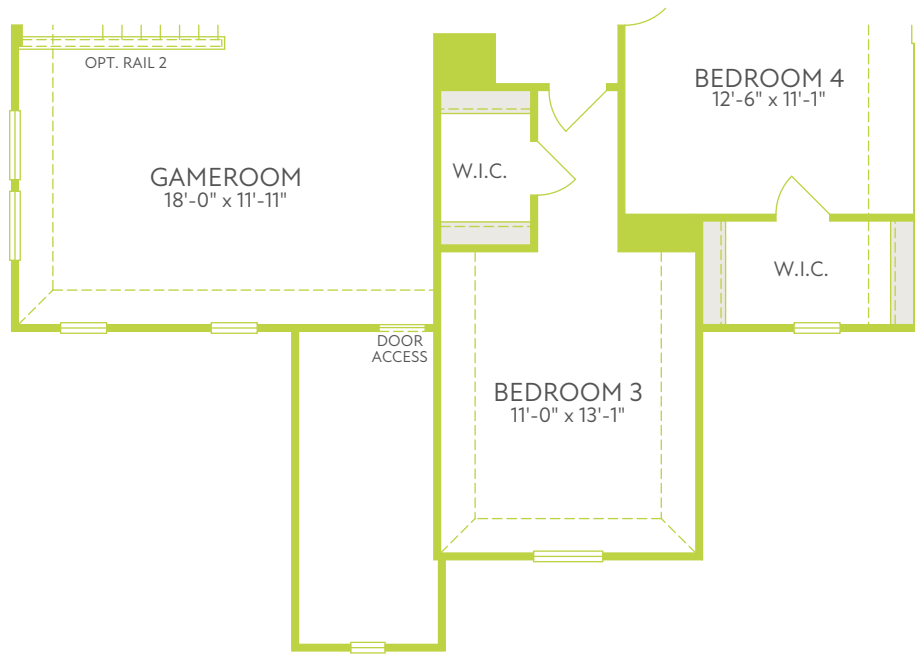 OPT. RAIL 2
BEDROOM 4
12'-6" x 11'-1"
GAMEROOM
18'-0" x 11'-11"
W.I.C.
W.I.C.
DOOR
ACCESS
BEDROOM 3
11'-0" x 13'-1"